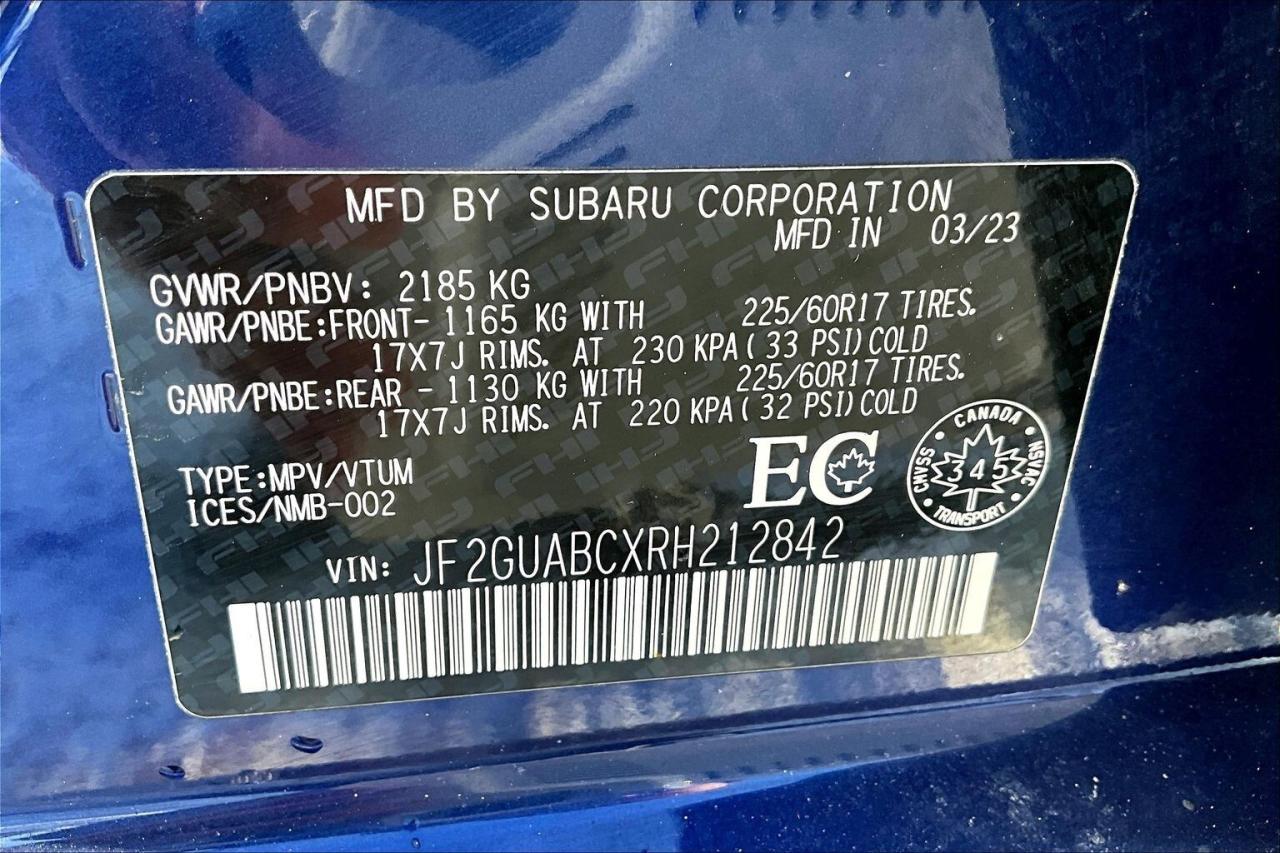 MFD BY SUBARU CORPORATION
MFD IN 03/23
GVWR/PNBV: 2185 KG
GAWR/PNBE:FRONT- 1165 KG WITH 225/60R17 TIRES.
17X7J RIMS. AT 230 KPA(33 PSI)COLD
GAWR/PNBE:REAR - 1130 KG WITH 225/60R17 TIRES.
17X7J RIMS. AT 220 KPA(32 PSI)COLD
TYPE:MPV/VTUM
ICES/NMB-002
EC
CANADA
CMVSS 345 NSVAC
TRANSPORT
VIN: JF2GUABCXRH212842